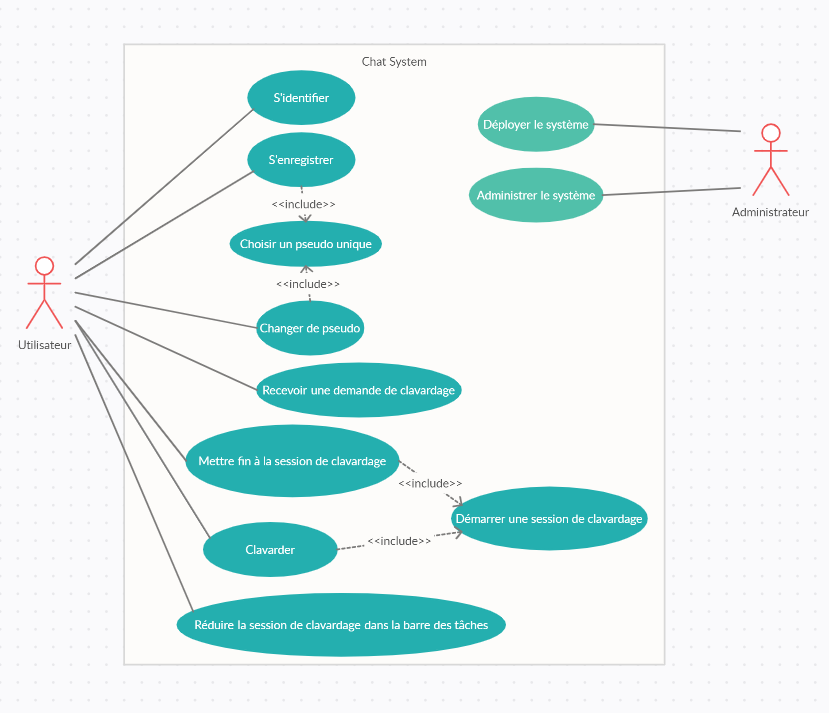 Chat System
S'identifier
Déployer le système
S'enregistrer
Administrer le système
<<include>>
Administrateur
Choisir un pseudo unique
<<include>>
Changer de pseudo
Utilisateur
Recevoir une demande de clavardage
Mettre fin à la session de clavardage
<<include>>
Démarrer une session de clavardage
<<include>>
Clavarder
Réduire la session de clavardage dans la barre des tâches